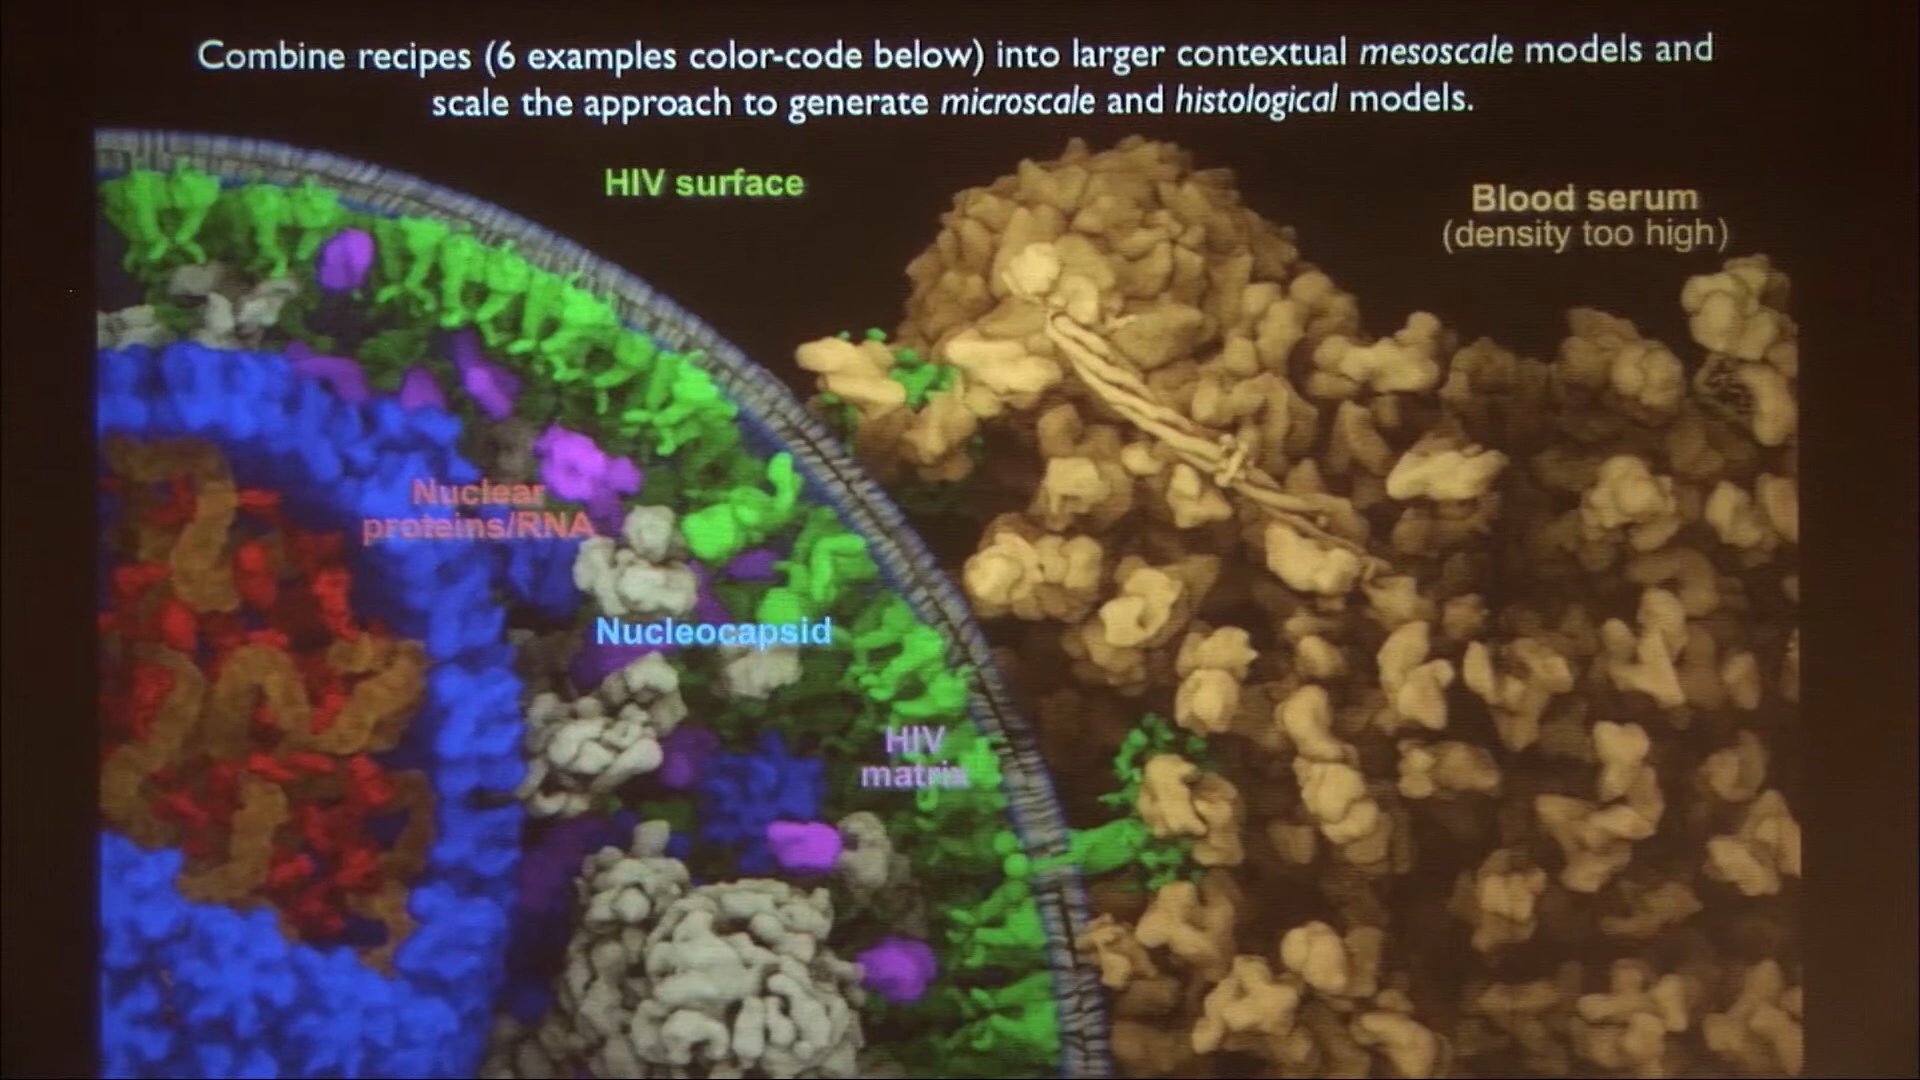 Combine recipes (6 examples color-code below) into larger contextual mesoscale models and
scale the approach to generate microscale and histological models.
HIV surface
Blood serum
(density too high)
Nuclear
proteins/RNA
Nucleocapsid
HIV
matrix